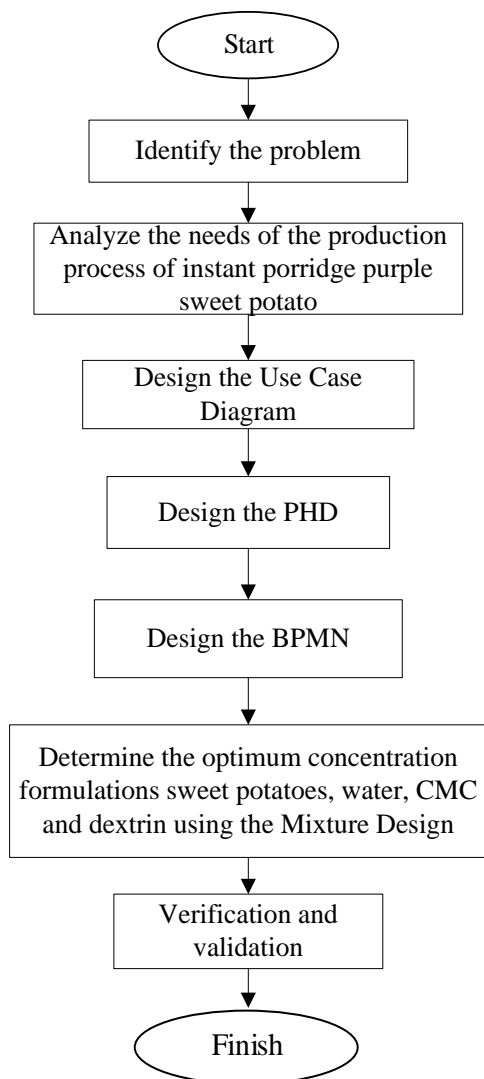 Start
Identify the problem
Analyze the needs of the production
process of instant porridge purple
sweet potato
Design the Use Case
Diagram
Design the PHD
Design the BPMN
Determine the optimum concentration
formulations sweet potatoes, water, CMC
and dextrin using the Mixture Design
Verification and
validation
Finish